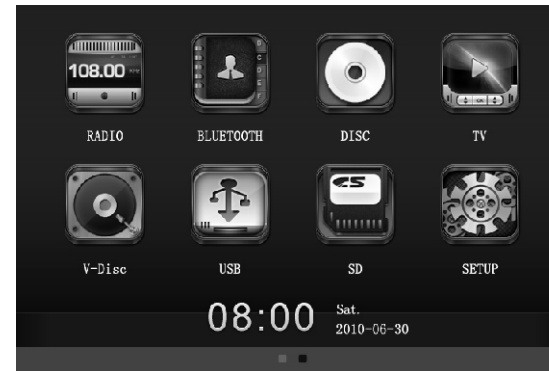 108.00
RADIO
BLUETOOTH
DISC
TV
V-Disc
USB
SD
SETUP
08:00
Sat.
2010-06-30